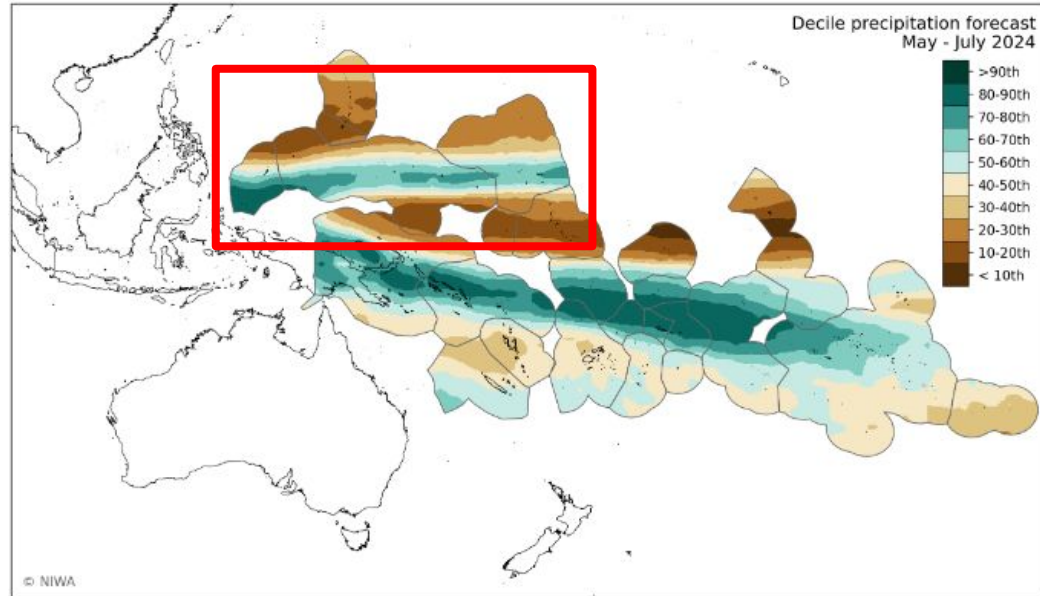 Decile precipitation forecast
May - July 2024
>90th
80-90th
70-80th
60-70th
50-60th
40-50th
30-40th
20-30th
10-20th
< 10th
© NIWA